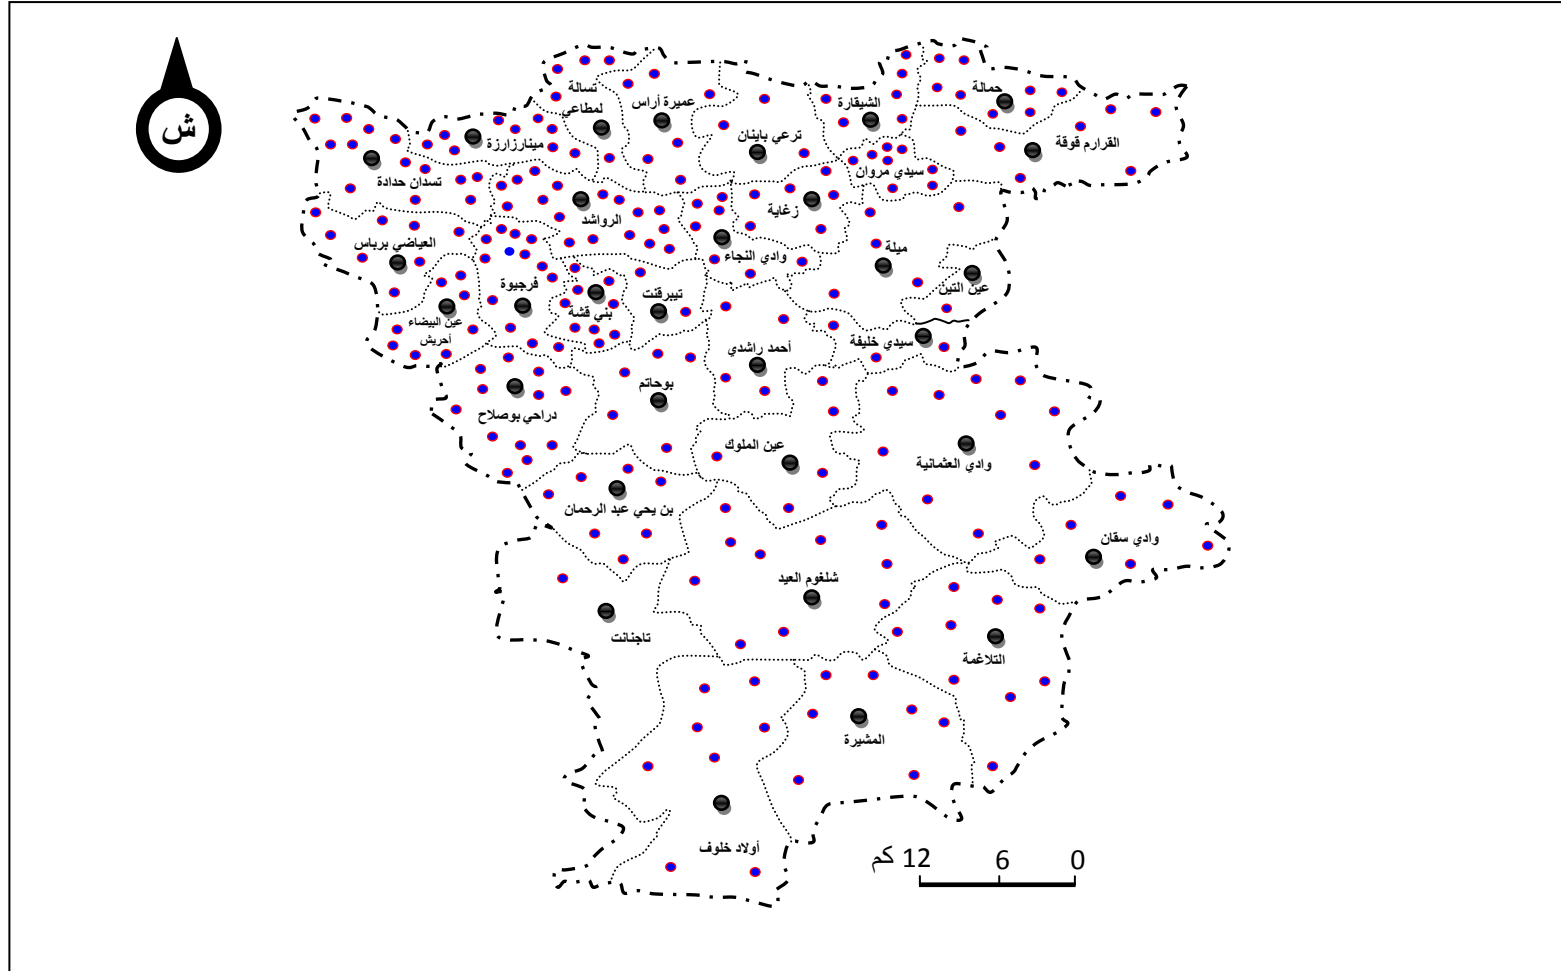 ش
تسالة
لمطاعي
عميرة أراس
ترعي باينان
الشيقارة
حمالة
القرارم قوقة
مينارزارزة
تسدان حدادة
سيدي مروان
الرواشد
زغاية
العياضي برباس
وادي النجاء
ميلة
عين التين
فرجيوة
تيبرقنت
بني قشة
عين البيضاء
أحريش
أحمد راشدي
سيدي خليفة
بوحاتم
دراحي بوصلاح
عين الملوك
وادي العثمانية
بن يحي عبد الرحمان
وادي سقان
شلغوم العيد
تاجنانت
التلاغمة
المشيرة
أولاد خلوف
0 6 12 كم